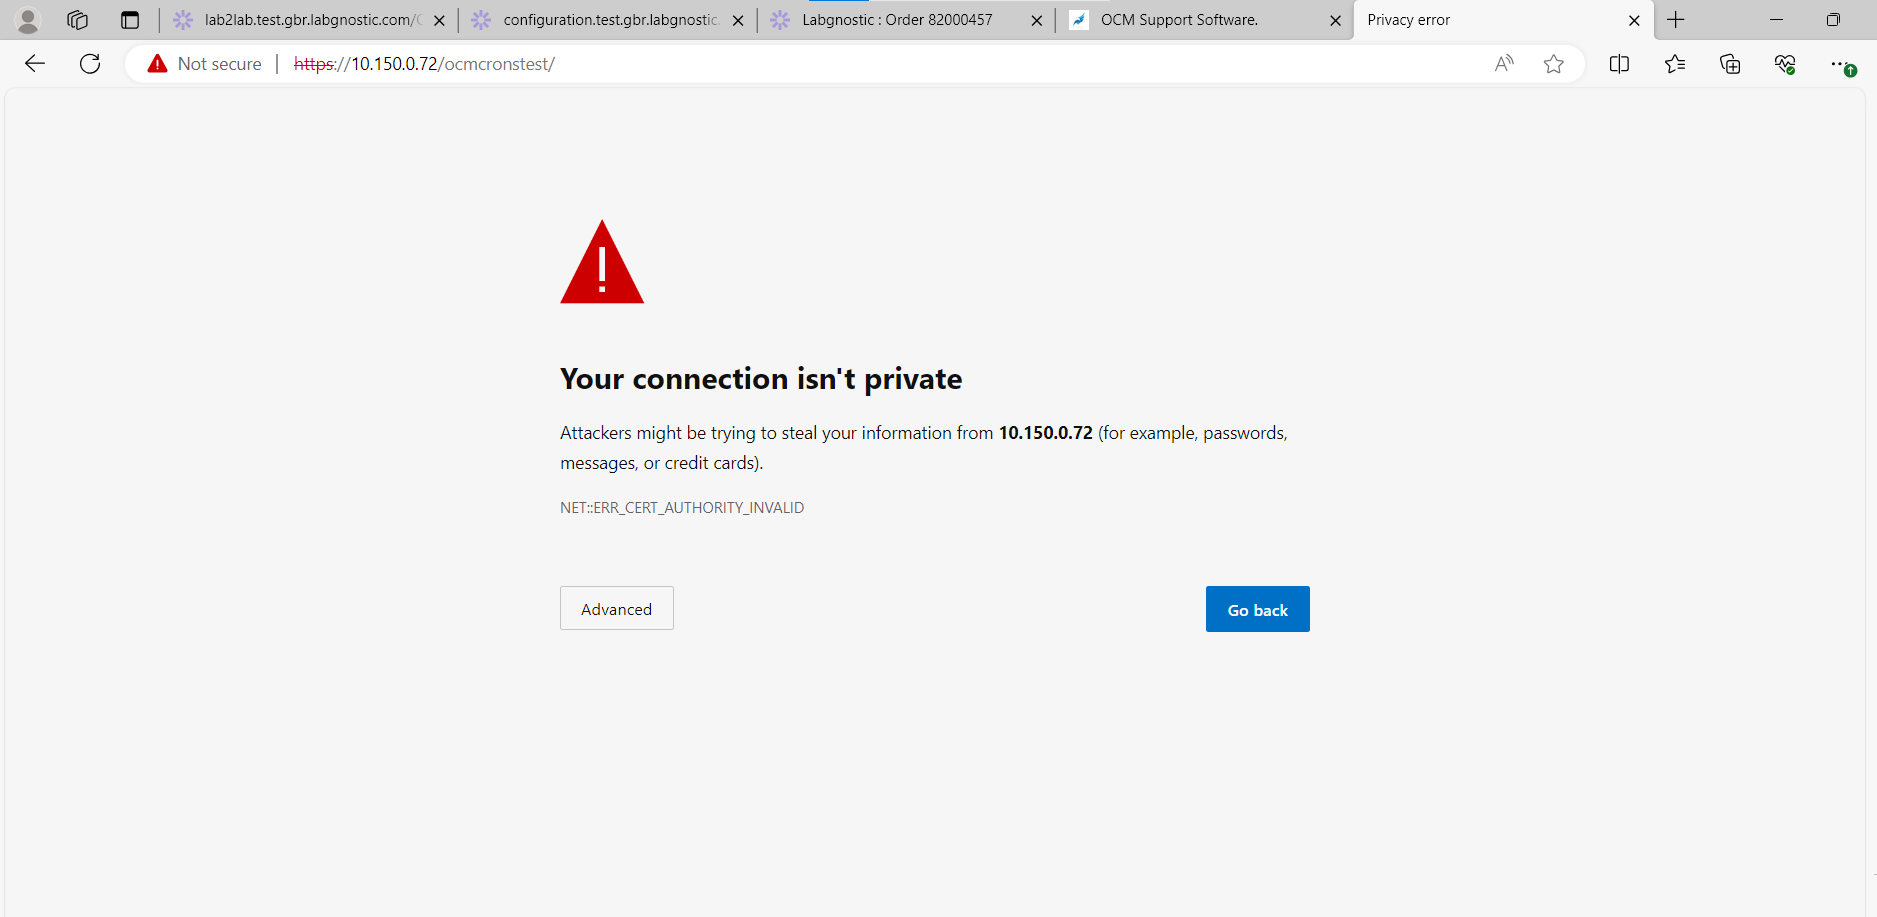 lab2lab.test.gbr.labgnostic.com/
configuration.test.gbr.labgnostic.
Labgnostic : Order 82000457
OCM Support Software.
Privacy error
Not secure
https://10.150.0.72/ocmcronstest/
Your connection isn't private
Attackers might be trying to steal your information from 10.150.0.72 (for example, passwords,
messages, or credit cards).
NET::ERR_CERT_AUTHORITY_INVALID
Advanced
Go back